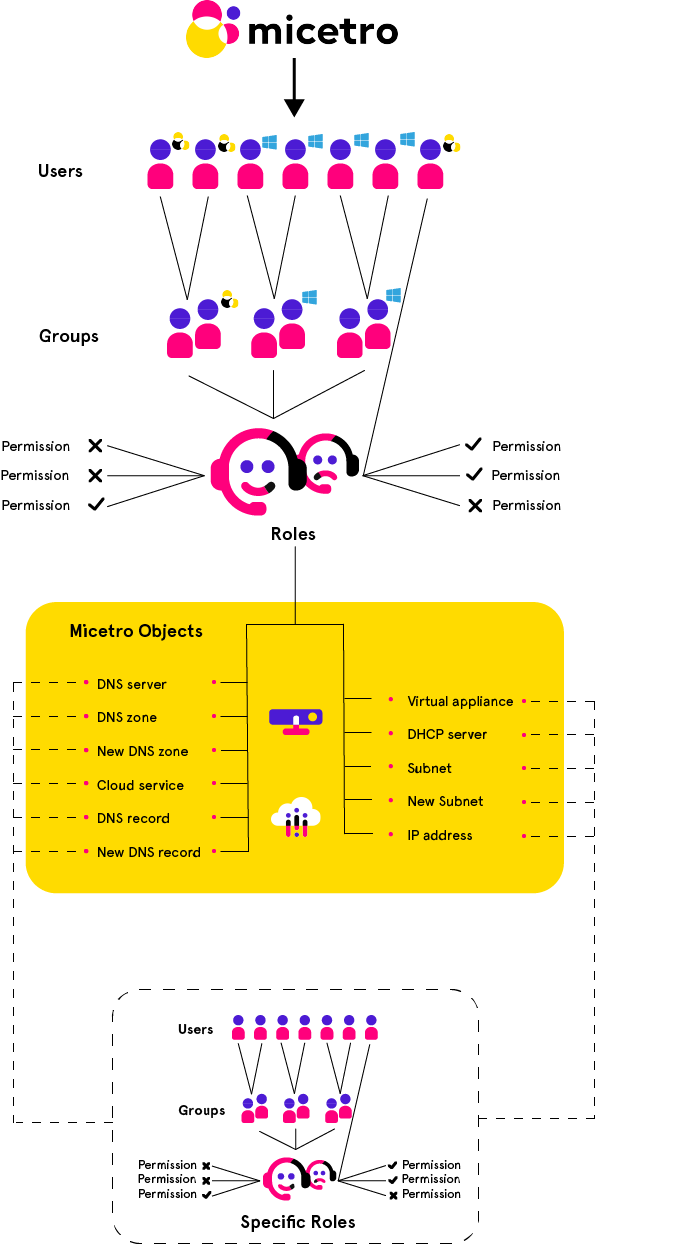 micetro
Users
Groups
Permission
Permission
Permission
Permission
Permission
Permission
Roles
Micetro Objects
DNS server
DNS zone
New DNS zone
Cloud service
DNS record
New DNS record
Virtual appliance
DHCP server
Subnet
New Subnet
IP address
Users
Groups
Permission
Permission
Permission
Permission
Permission
Permission
Specific Roles